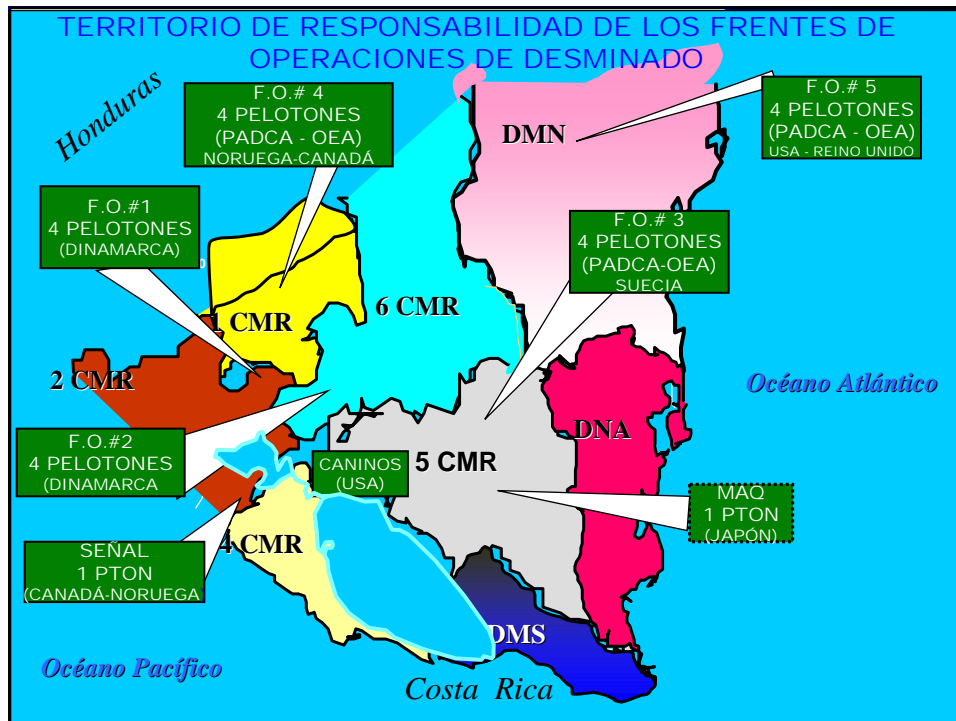 TERRITORIO DE RESPONSABILIDAD DE LOS FRENTES DE
OPERACIONES DE DESMINADO
Honduras
F.O.# 4
4 PELOTONES
(PADCA - OEA)
NORUEGA-CANADÁ
DMN
F.O.# 5
4 PELOTONES
(PADCA - OEA)
USA - REINO UNIDO
F.O.#1
4 PELOTONES
(DINAMARCA)
F.O.# 3
4 PELOTONES
(PADCA-OEA)
SUECIA
1 CMR
6 CMR
2 CMR
Océano Atlántico
F.O.#2
4 PELOTONES
(DINAMARCA
CANINOS
(USA)
5 CMR
DNA
MAQ
1 PTON
(JAPÓN)
SEÑAL
1 PTON
(CANADÁ-NORUEGA
4 CMR
DMS
Océano Pacífico
Costa Rica